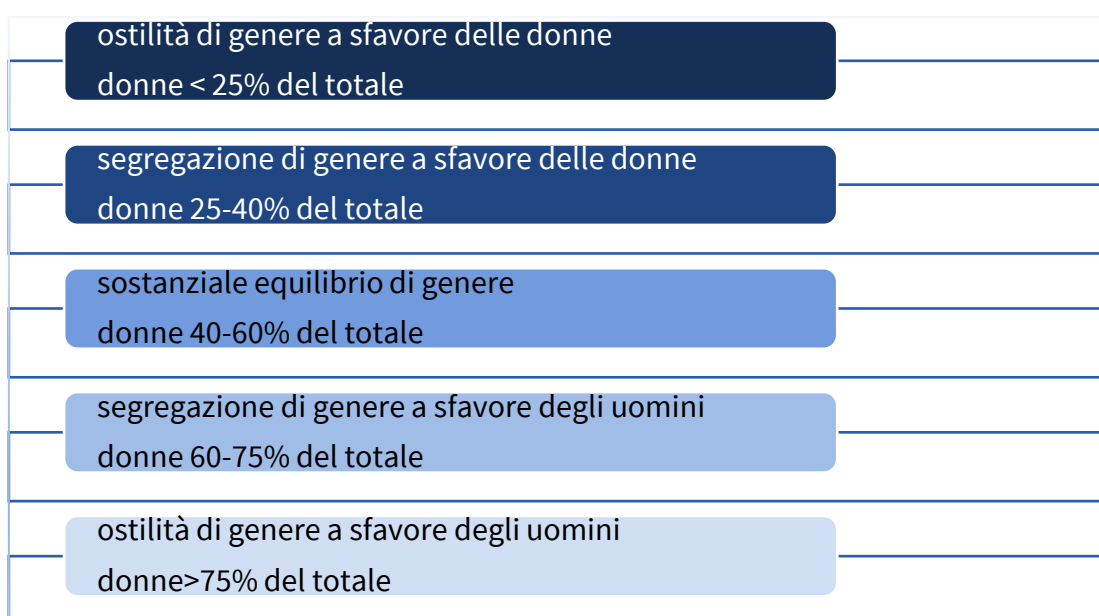 ostilità di genere a sfavore delle donne
donne < 25% del totale
segregazione di genere a sfavore delle donne
donne 25-40% del totale
sostanziale equilibrio di genere
donne 40-60% del totale
segregazione di genere a sfavore degli uomini
donne 60-75% del totale
ostilità di genere a sfavore degli uomini
donne>75% del totale